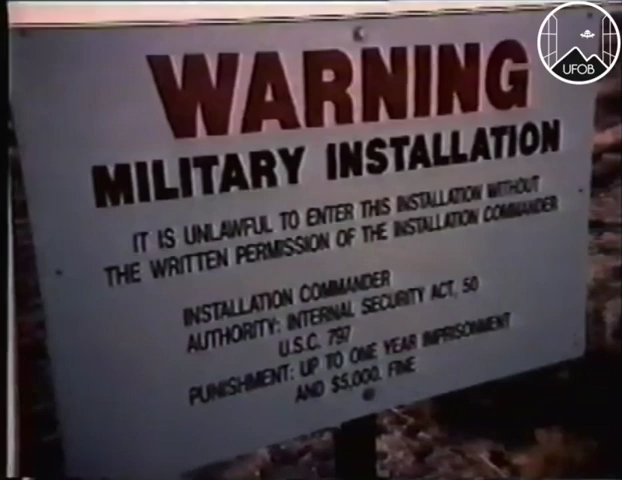 UFOB
WARNING
MILITARY INSTALLATION
IT IS UNLAWFUL TO ENTER THIS INSTALLATION WITHOUT
THE WRITTEN PERMISSION OF THE INSTALLATION COMMANDER
INSTALLATION COMMANDER
AUTHORITY: INTERNAL SECURITY ACT, 50
U.S.C. 797
PUNISHMENT: UP TO ONE YEAR IMPRISONMENT
AND $5,000. FINE